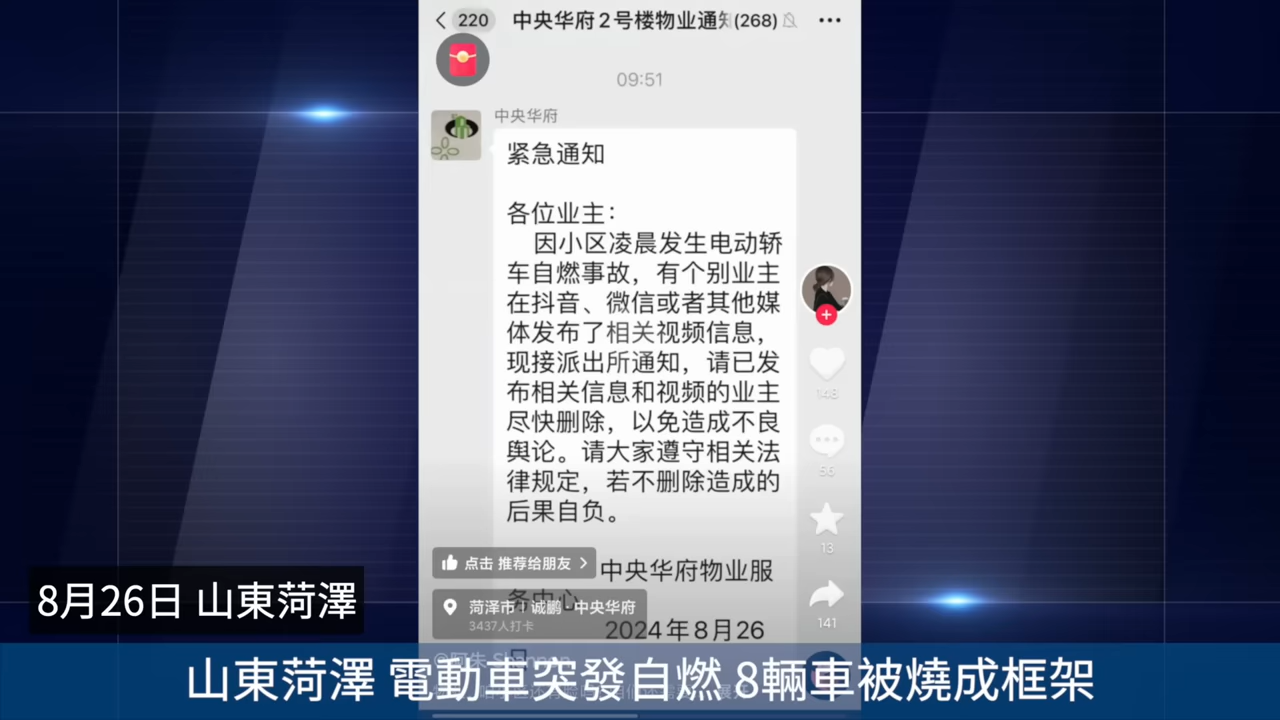 220
中央华府2号楼物业通知(268)
09:51
中央华府
紧急通知
各位业主：
因小区凌晨发生电动轿
车自燃事故，有个别业主
在抖音、微信或者其他媒
体发布了相关视频信息，
现接派出所通知，请已发
布相关信息和视频的业主
尽快删除，以免造成不良
舆论。请大家遵守相关法
律规定，若不删除造成的
后果自负。
中央华府物业服
务中心
2024年8月26
148
56
13
141
点击 推荐给朋友
菏泽市·诚鹏·中央华府
3437人打卡
8月26日 山東菏澤
山東菏澤 電動車突發自燃 8輛車被燒成框架